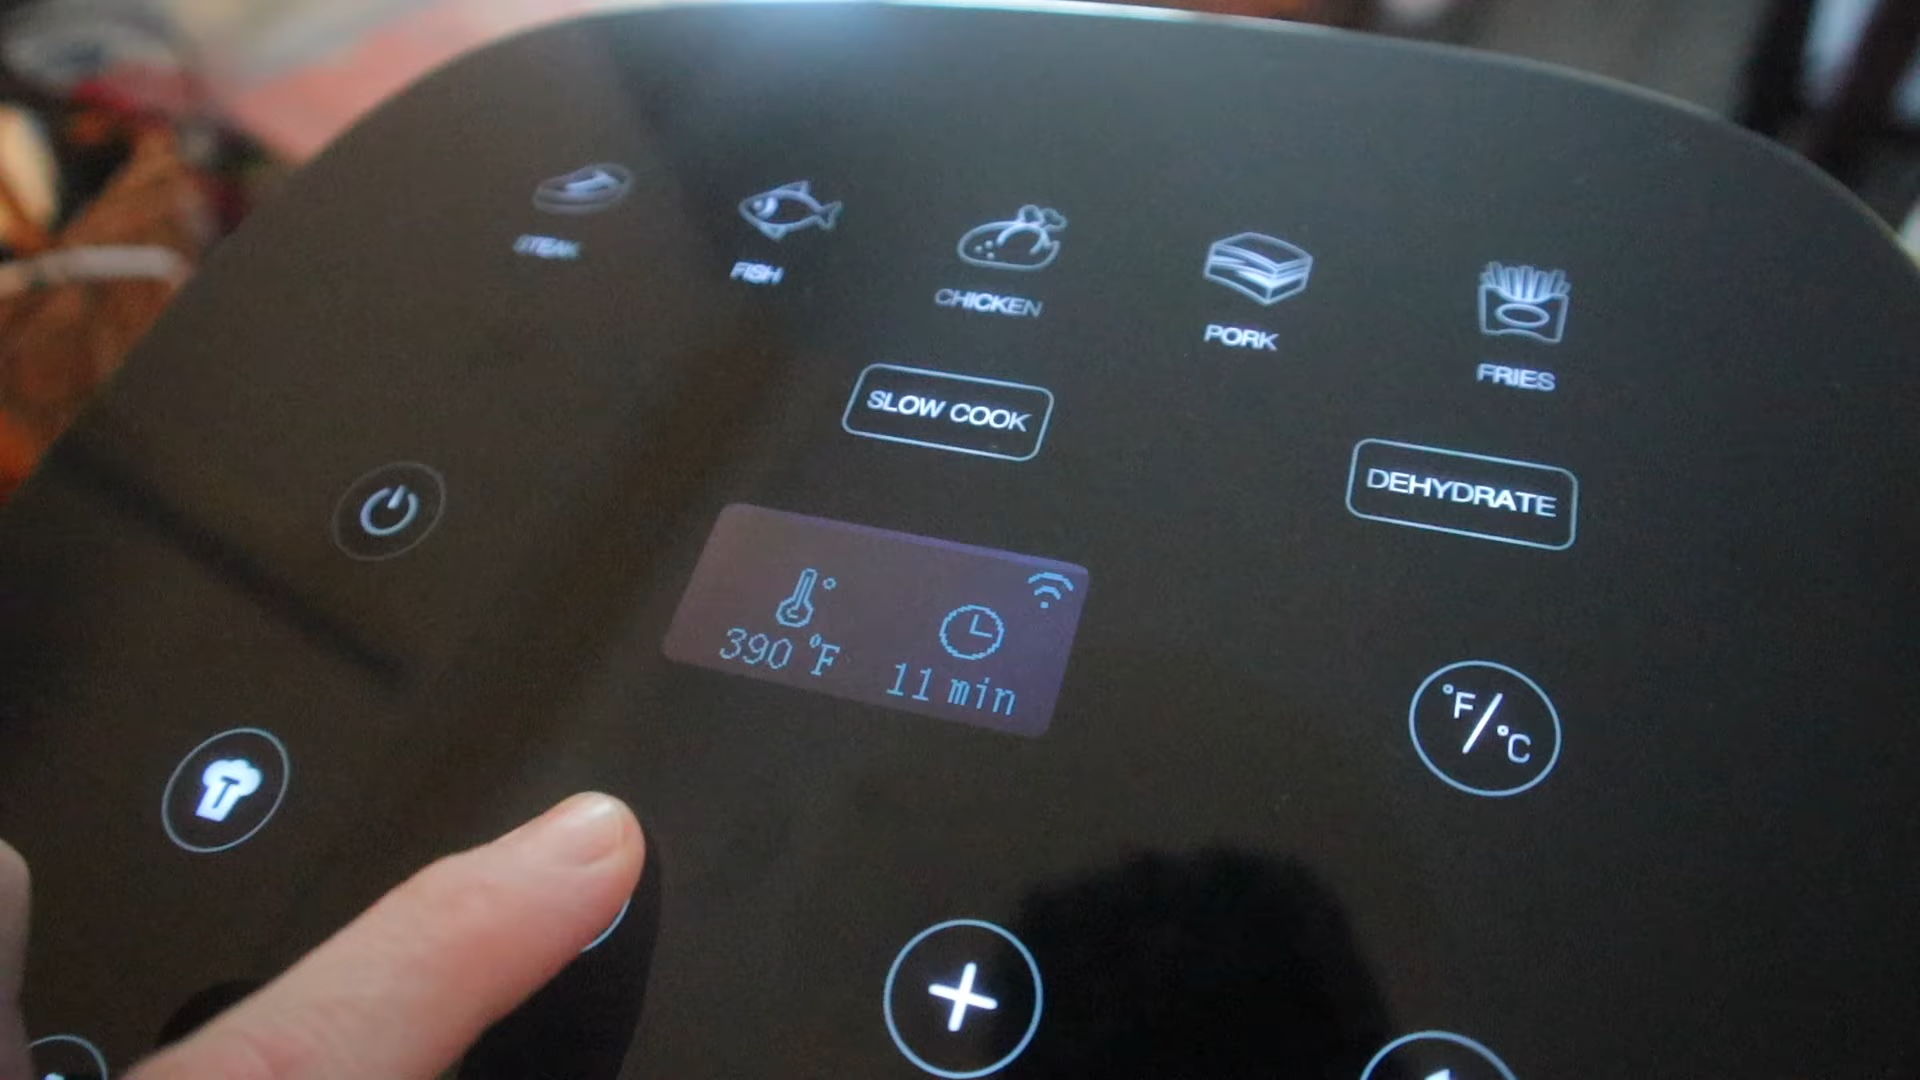 STEAK
FISH
CHICKEN
PORK
FRIES
SLOW COOK
DEHYDRATE
390 °F
11 min
°F/°C